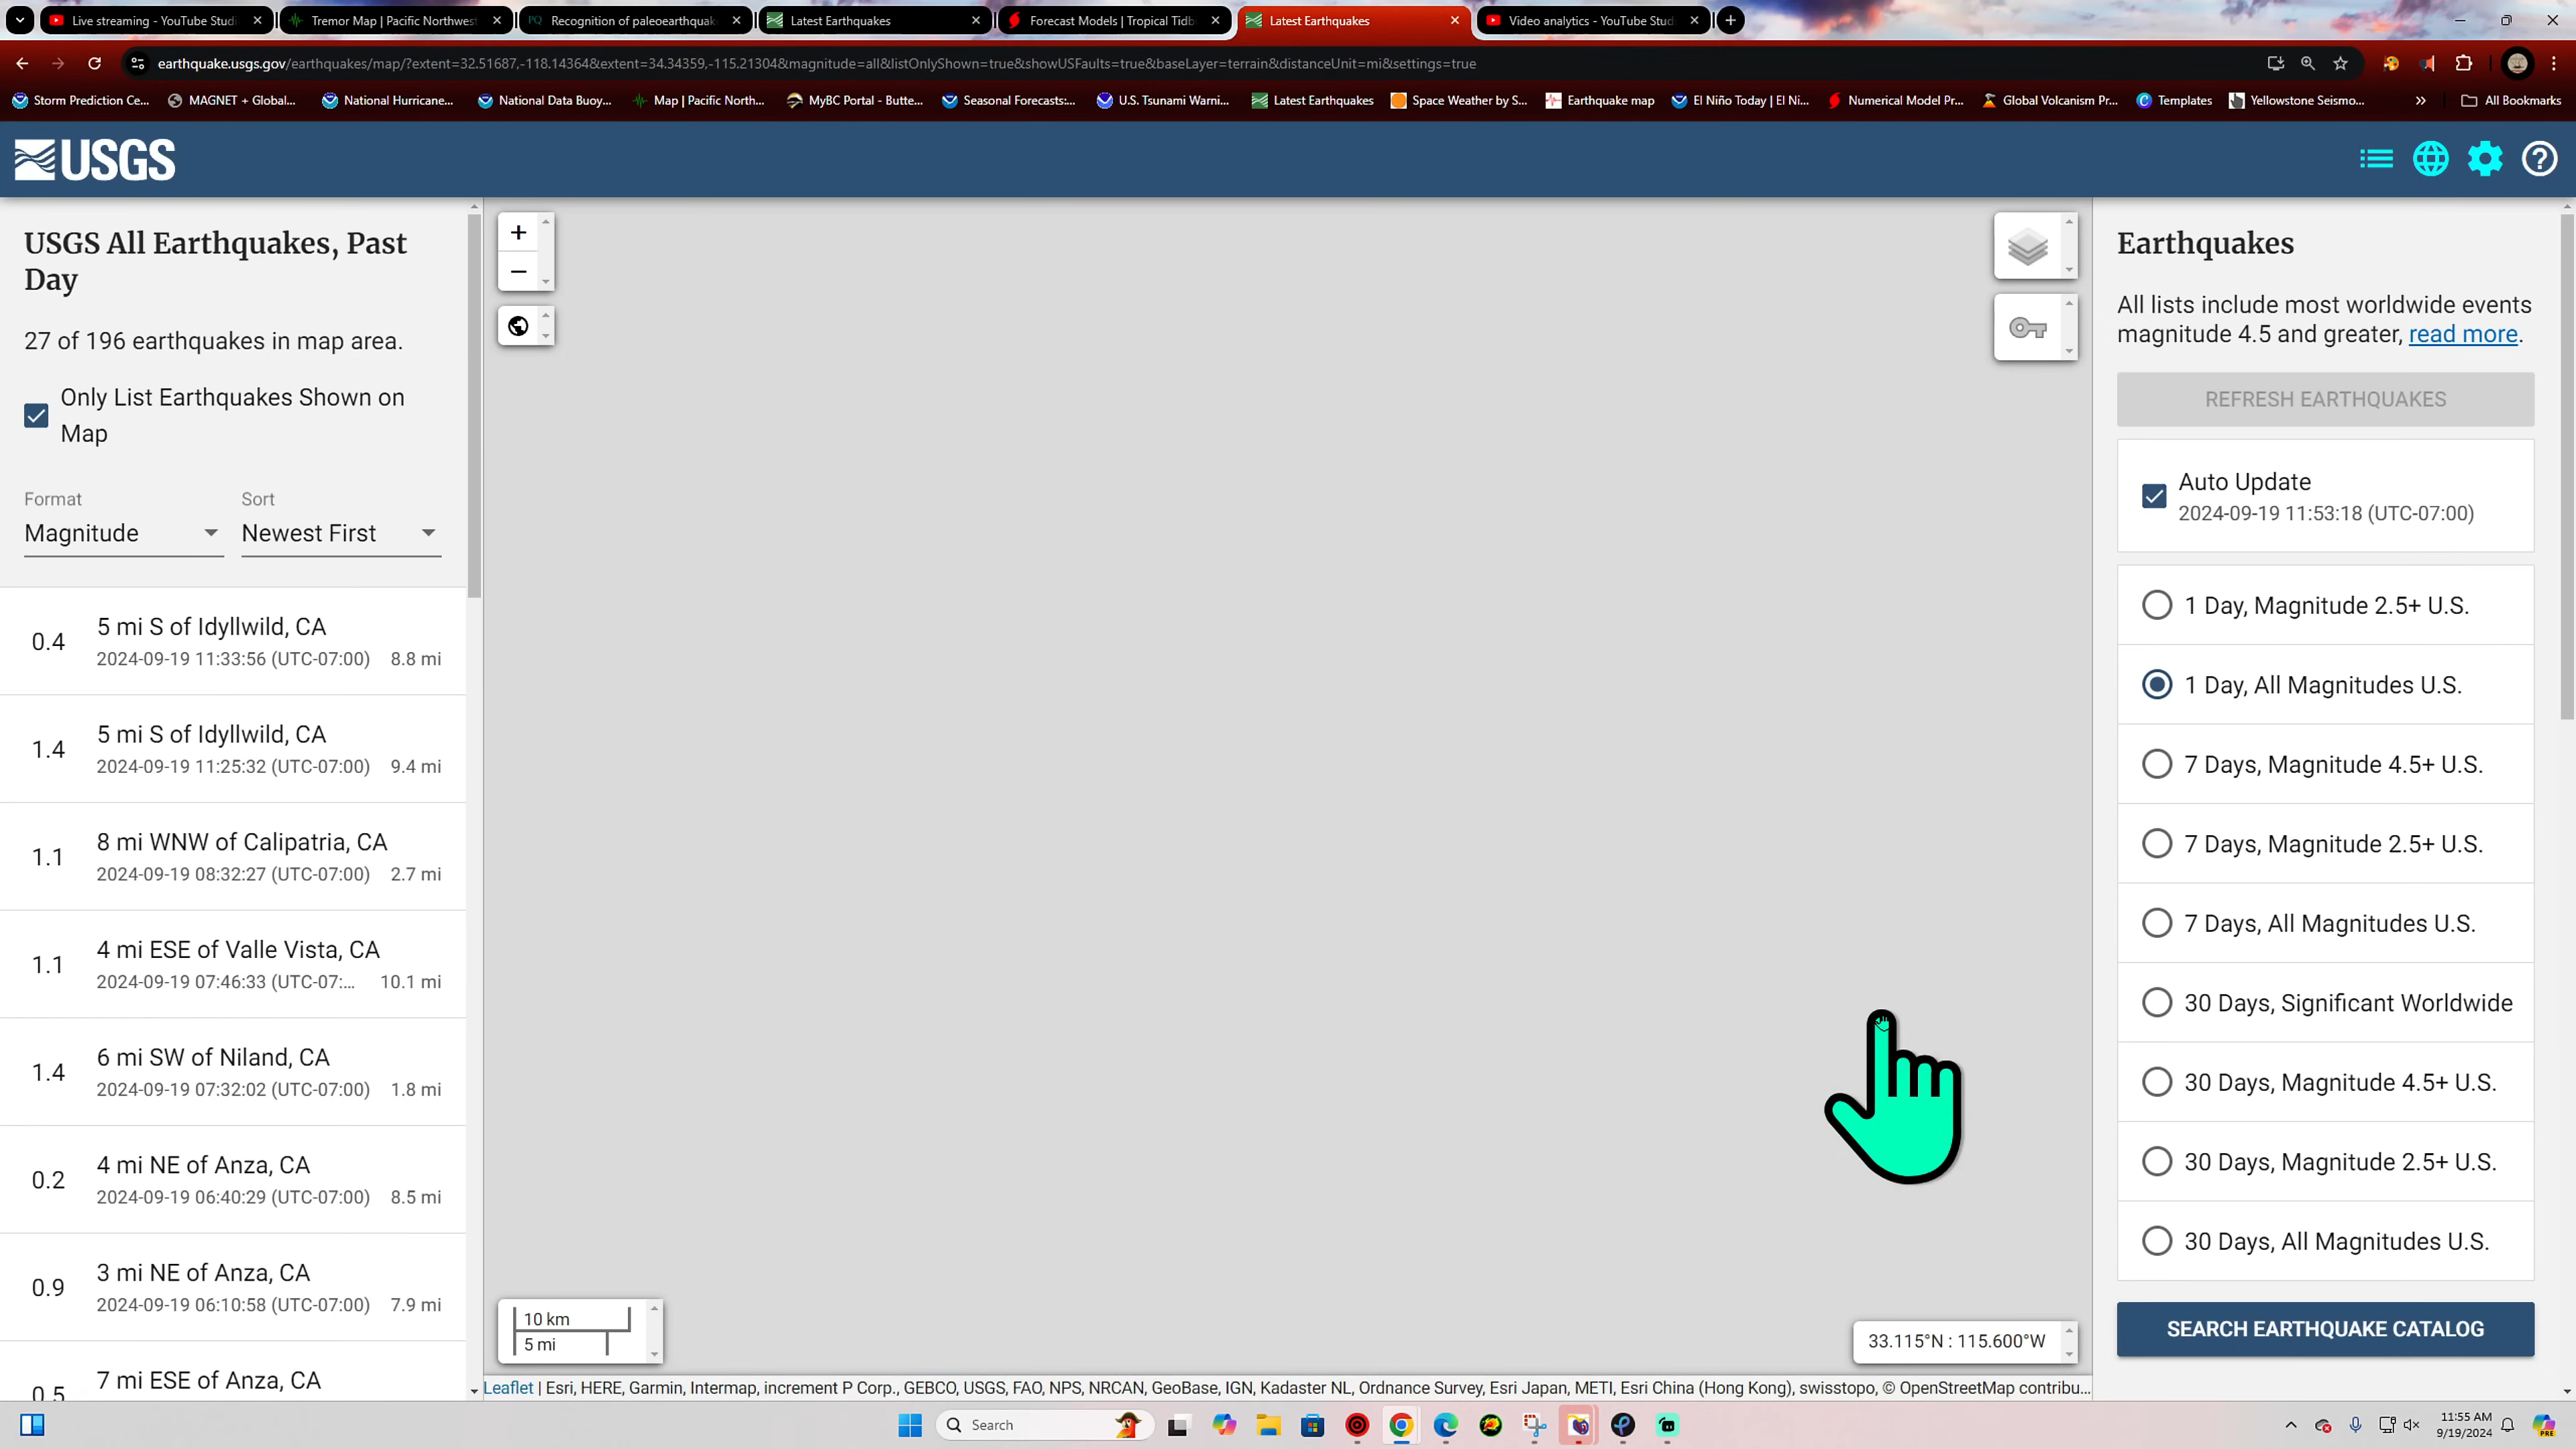 Live streaming - YouTube Studi
Tremor Map | Pacific Northwest
Recognition of paleoearthquak
Latest Earthquakes
Forecast Models | Tropical Tidb
Latest Earthquakes
Video analytics - YouTube Stud
earthquake.usgs.gov/earthquakes/map/?extent=32.51687,-118.14364&extent=34.34359,-115.21304&magnitude=all&listOnlyShown=true&showUSFaults=true&baseLayer=terrain&distanceUnit=mi&settings=true
Storm Prediction Ce...
MAGNET + Global...
National Hurricane...
National Data Buoy...
Map | Pacific North...
MyBC Portal - Butte...
Seasonal Forecasts:...
U.S. Tsunami Warni...
Latest Earthquakes
Space Weather by S...
Earthquake map
El Niño Today | El Ni...
Numerical Model Pr...
Global Volcanism Pr...
Templates
Yellowstone Seismo...
All Bookmarks
USGS
USGS All Earthquakes, Past
Day
27 of 196 earthquakes in map area.
Only List Earthquakes Shown on
Map
Format
Sort
Magnitude
Newest First
0.4
5 mi S of Idyllwild, CA
2024-09-19 11:33:56 (UTC-07:00) 8.8 mi
1.4
5 mi S of Idyllwild, CA
2024-09-19 11:25:32 (UTC-07:00) 9.4 mi
1.1
8 mi WNW of Calipatria, CA
2024-09-19 08:32:27 (UTC-07:00) 2.7 mi
1.1
4 mi ESE of Valle Vista, CA
2024-09-19 07:46:33 (UTC-07:... 10.1 mi
1.4
6 mi SW of Niland, CA
2024-09-19 07:32:02 (UTC-07:00) 1.8 mi
0.2
4 mi NE of Anza, CA
2024-09-19 06:40:29 (UTC-07:00) 8.5 mi
0.9
3 mi NE of Anza, CA
2024-09-19 06:10:58 (UTC-07:00) 7.9 mi
0.5
7 mi ESE of Anza, CA
+
−
10 km
5 mi
33.115°N : 115.600°W
Leaflet | Esri, HERE, Garmin, Intermap, increment P Corp., GEBCO, USGS, FAO, NPS, NRCAN, GeoBase, IGN, Kadaster NL, Ordnance Survey, Esri Japan, METI, Esri China (Hong Kong), swisstopo, © OpenStreetMap contribu...
Earthquakes
All lists include most worldwide events
magnitude 4.5 and greater, read more.
REFRESH EARTHQUAKES
Auto Update
2024-09-19 11:53:18 (UTC-07:00)
1 Day, Magnitude 2.5+ U.S.
1 Day, All Magnitudes U.S.
7 Days, Magnitude 4.5+ U.S.
7 Days, Magnitude 2.5+ U.S.
7 Days, All Magnitudes U.S.
30 Days, Significant Worldwide
30 Days, Magnitude 4.5+ U.S.
30 Days, Magnitude 2.5+ U.S.
30 Days, All Magnitudes U.S.
SEARCH EARTHQUAKE CATALOG
Search
11:55 AM
9/19/2024
PRE